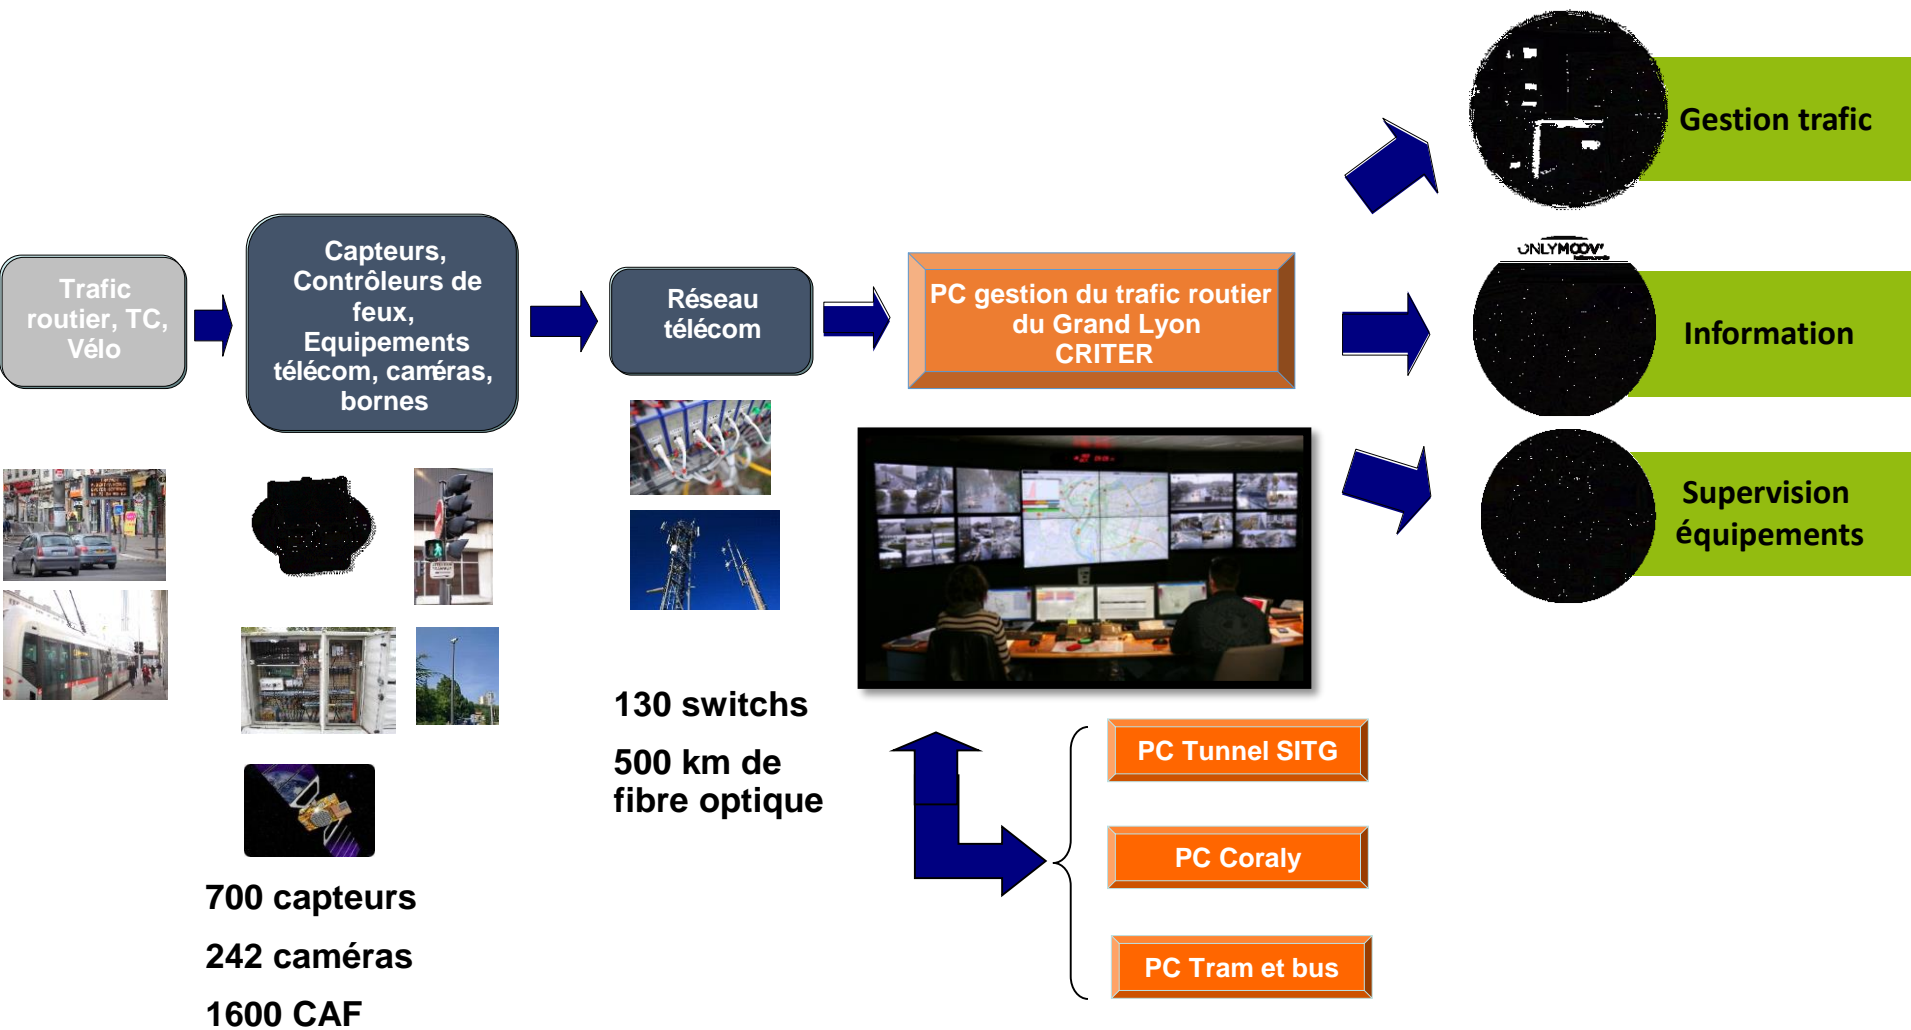 Trafic
routier, TC,
Vélo
Capteurs,
Contrôleurs de
feux,
Equipements
télécom, caméras,
bornes
Réseau
télécom
PC gestion du trafic routier
du Grand Lyon
CRITER
Gestion trafic
ONLYMOOV'
Information
Supervision
équipements
130 switchs
500 km de
fibre optique
700 capteurs
242 caméras
1600 CAF
PC Tunnel SITG
PC Coraly
PC Tram et bus